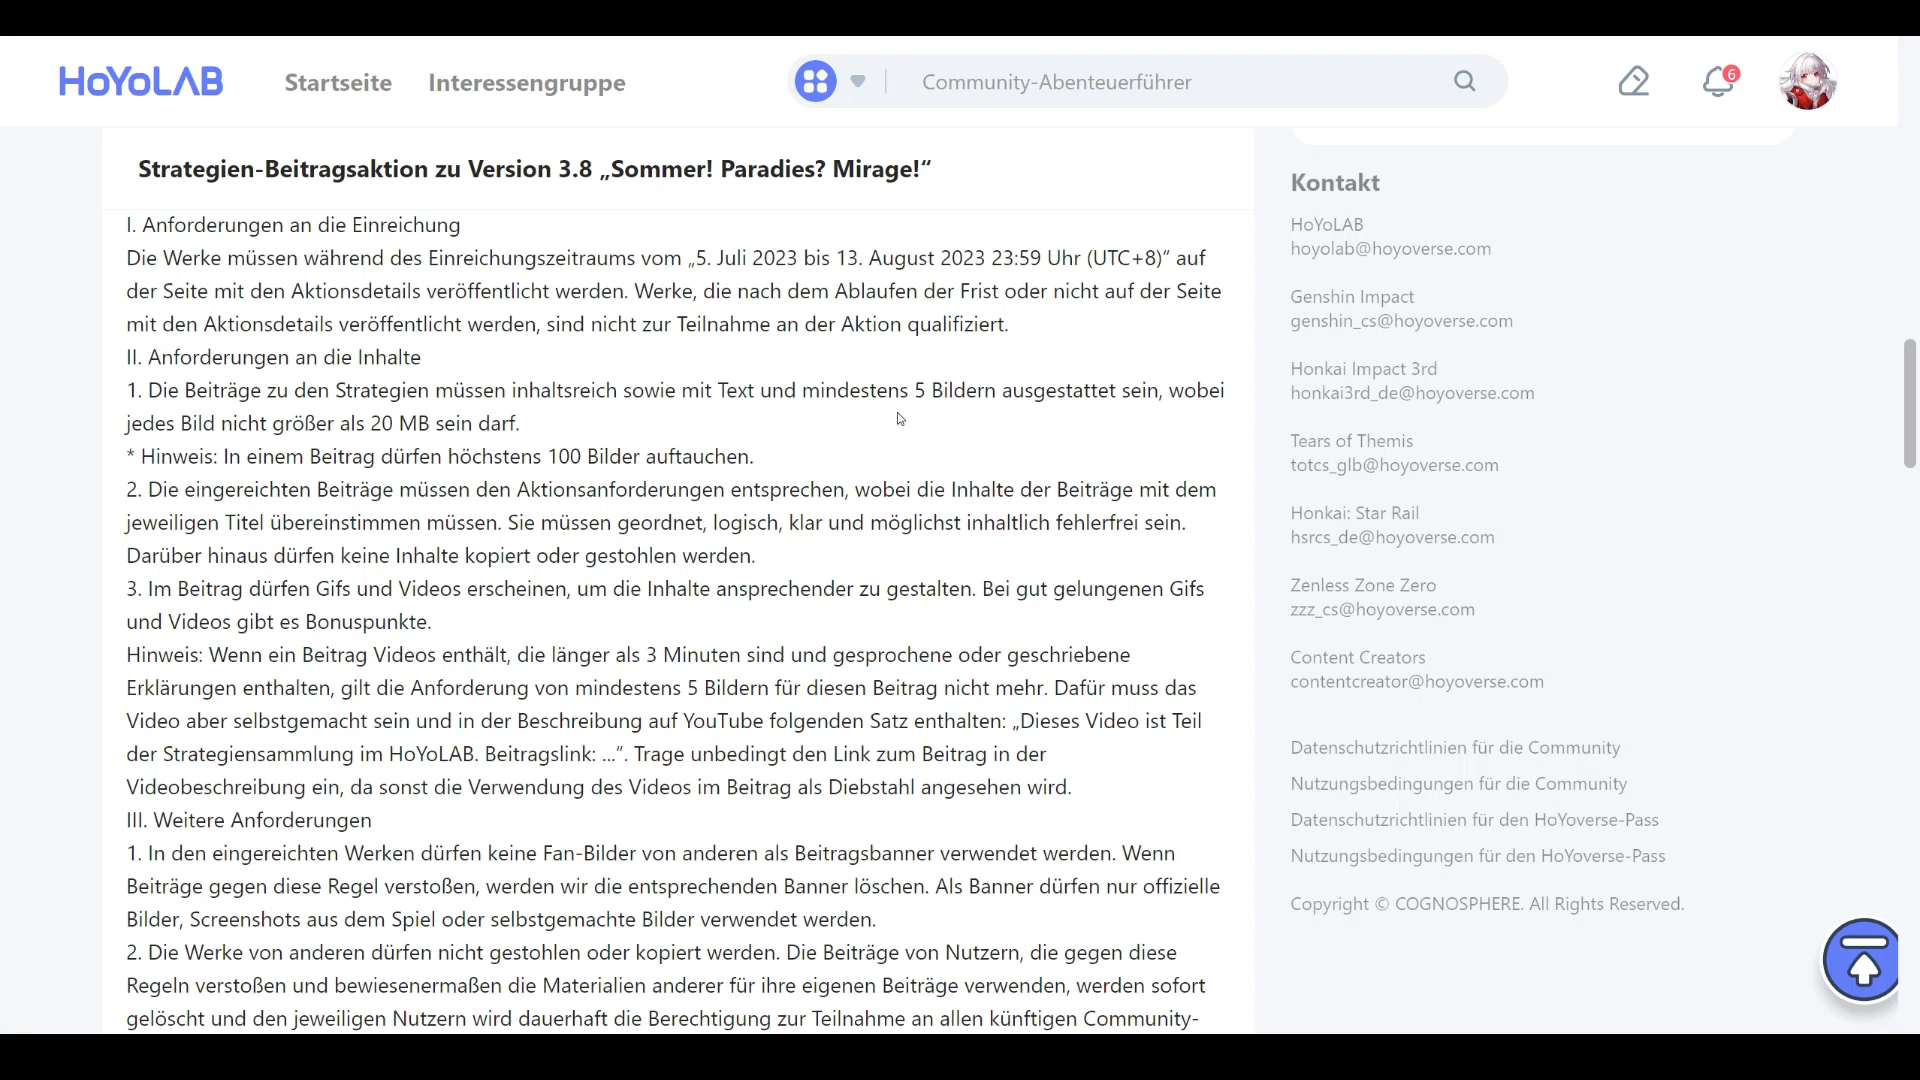 HoYoLAB
Startseite
Interessengruppe
Community-Abenteuerführer
6
Strategien-Beitragsaktion zu Version 3.8 „Sommer! Paradies? Mirage!“
I. Anforderungen an die Einreichung
Die Werke müssen während des Einreichungszeitraums vom „5. Juli 2023 bis 13. August 2023 23:59 Uhr (UTC+8)“ auf
der Seite mit den Aktionsdetails veröffentlicht werden. Werke, die nach dem Ablaufen der Frist oder nicht auf der Seite
mit den Aktionsdetails veröffentlicht werden, sind nicht zur Teilnahme an der Aktion qualifiziert.
II. Anforderungen an die Inhalte
1. Die Beiträge zu den Strategien müssen inhaltsreich sowie mit Text und mindestens 5 Bildern ausgestattet sein, wobei
jedes Bild nicht größer als 20 MB sein darf.
* Hinweis: In einem Beitrag dürfen höchstens 100 Bilder auftauchen.
2. Die eingereichten Beiträge müssen den Aktionsanforderungen entsprechen, wobei die Inhalte der Beiträge mit dem
jeweiligen Titel übereinstimmen müssen. Sie müssen geordnet, logisch, klar und möglichst inhaltlich fehlerfrei sein.
Darüber hinaus dürfen keine Inhalte kopiert oder gestohlen werden.
3. Im Beitrag dürfen Gifs und Videos erscheinen, um die Inhalte ansprechender zu gestalten. Bei gut gelungenen Gifs
und Videos gibt es Bonuspunkte.
Hinweis: Wenn ein Beitrag Videos enthält, die länger als 3 Minuten sind und gesprochene oder geschriebene
Erklärungen enthalten, gilt die Anforderung von mindestens 5 Bildern für diesen Beitrag nicht mehr. Dafür muss das
Video aber selbstgemacht sein und in der Beschreibung auf YouTube folgenden Satz enthalten: „Dieses Video ist Teil
der Strategiensammlung im HoYoLAB. Beitragslink: ...“. Trage unbedingt den Link zum Beitrag in der
Videobeschreibung ein, da sonst die Verwendung des Videos im Beitrag als Diebstahl angesehen wird.
III. Weitere Anforderungen
1. In den eingereichten Werken dürfen keine Fan-Bilder von anderen als Beitragsbanner verwendet werden. Wenn
Beiträge gegen diese Regel verstoßen, werden wir die entsprechenden Banner löschen. Als Banner dürfen nur offizielle
Bilder, Screenshots aus dem Spiel oder selbstgemachte Bilder verwendet werden.
2. Die Werke von anderen dürfen nicht gestohlen oder kopiert werden. Die Beiträge von Nutzern, die gegen diese
Regeln verstoßen und bewiesenermaßen die Materialien anderer für ihre eigenen Beiträge verwenden, werden sofort
gelöscht und den jeweiligen Nutzern wird dauerhaft die Berechtigung zur Teilnahme an allen künftigen Community-
Kontakt
HoYoLAB
hoyolab@hoyoverse.com
Genshin Impact
genshin_cs@hoyoverse.com
Honkai Impact 3rd
honkai3rd_de@hoyoverse.com
Tears of Themis
totcs_glb@hoyoverse.com
Honkai: Star Rail
hsrcs_de@hoyoverse.com
Zenless Zone Zero
zzz_cs@hoyoverse.com
Content Creators
contentcreator@hoyoverse.com
Datenschutzrichtlinien für die Community
Nutzungsbedingungen für die Community
Datenschutzrichtlinien für den HoYoverse-Pass
Nutzungsbedingungen für den HoYoverse-Pass
Copyright © COGNOSPHERE. All Rights Reserved.